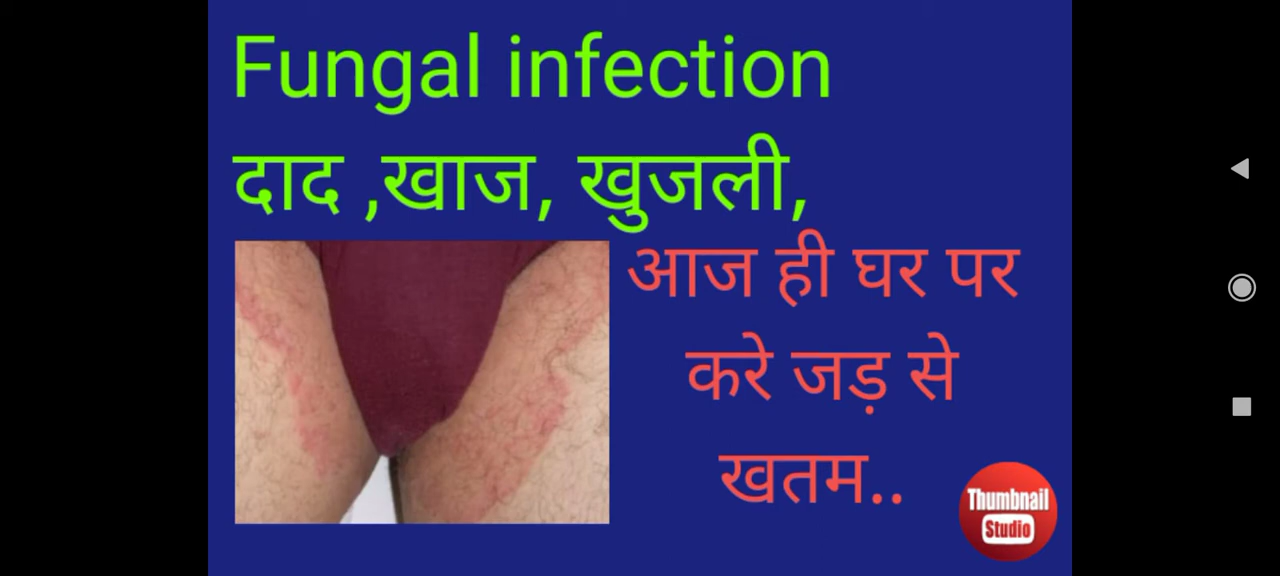 Fungal infection
दाद ,खाज, खुजली,
आज ही घर पर
करे जड़ से
खतम..
Thumbnail
Studio